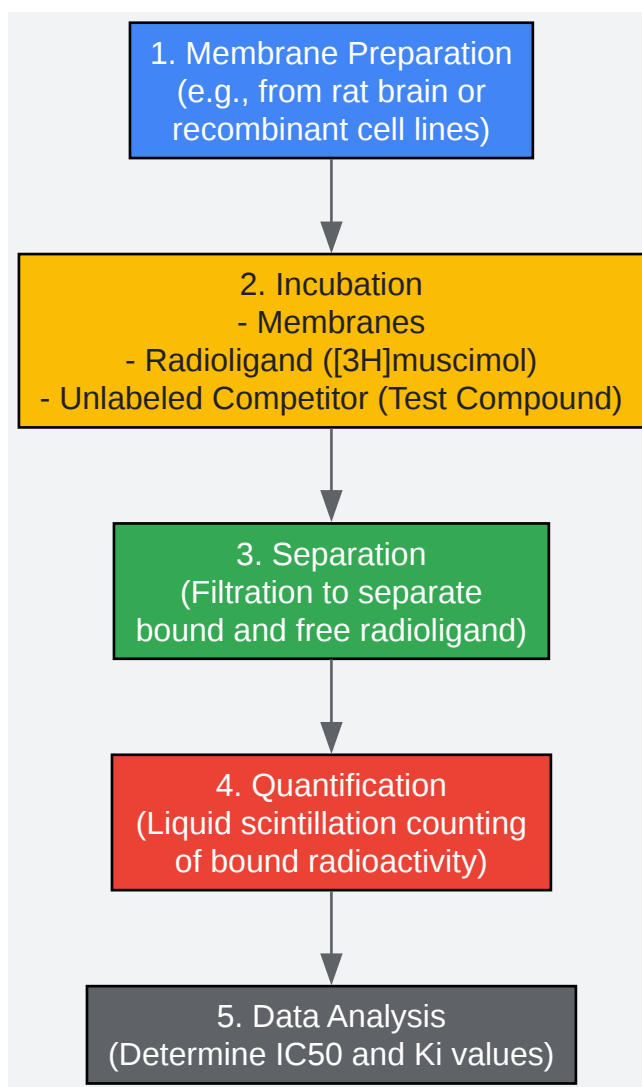 1. Membrane Preparation
(e.g., from rat brain or
recombinant cell lines)
2. Incubation
- Membranes
- Radioligand ([3H]muscimol)
- Unlabeled Competitor (Test Compound)
3. Separation
(Filtration to separate
bound and free radioligand)
4. Quantification
(Liquid scintillation counting
of bound radioactivity)
5. Data Analysis
(Determine IC50 and Ki values)